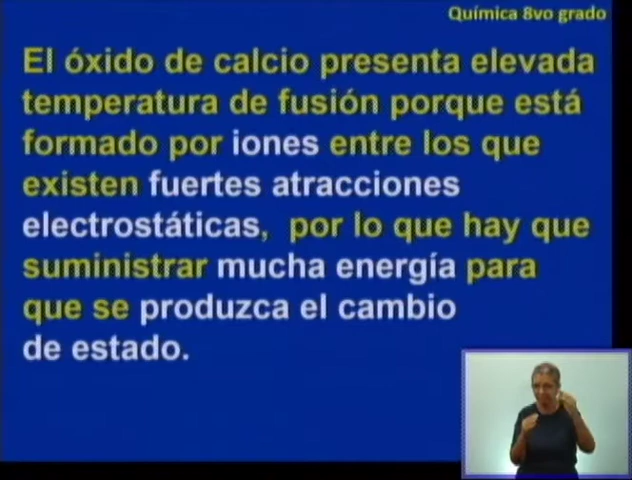 Química 8vo grado
El óxido de calcio presenta elevada
temperatura de fusión porque está
formado por iones entre los que
existen fuertes atracciones
electrostáticas, por lo que hay que
suministrar mucha energía para
que se produzca el cambio
de estado.